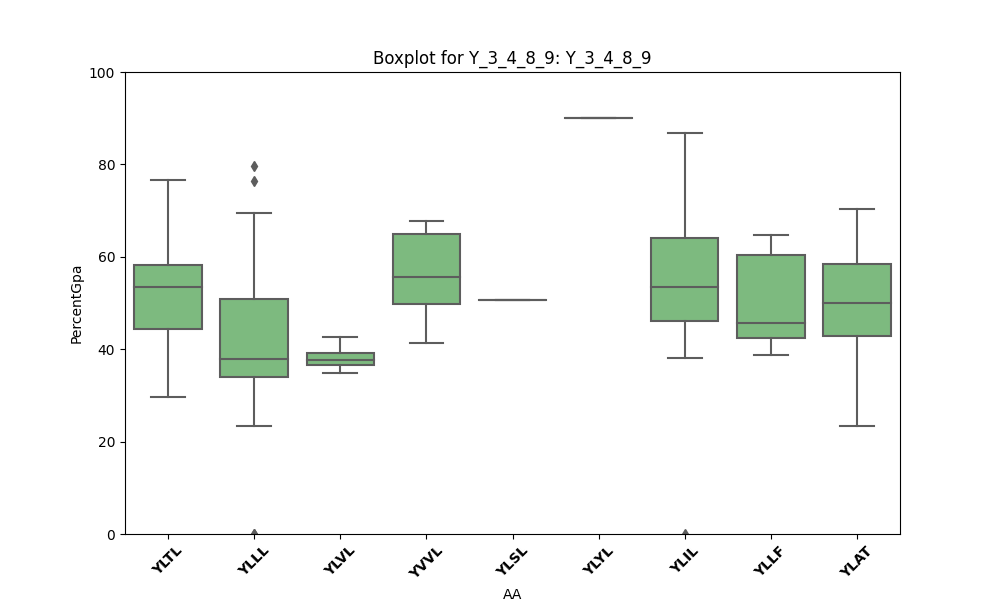 Boxplot for Y_3_4_8_9: Y_3_4_8_9
100
80
60
40
20
0
PercentGpa
YLTL YLLL YLVL YVVL YLSL YLYL YLIL YLLF YLAT
AA